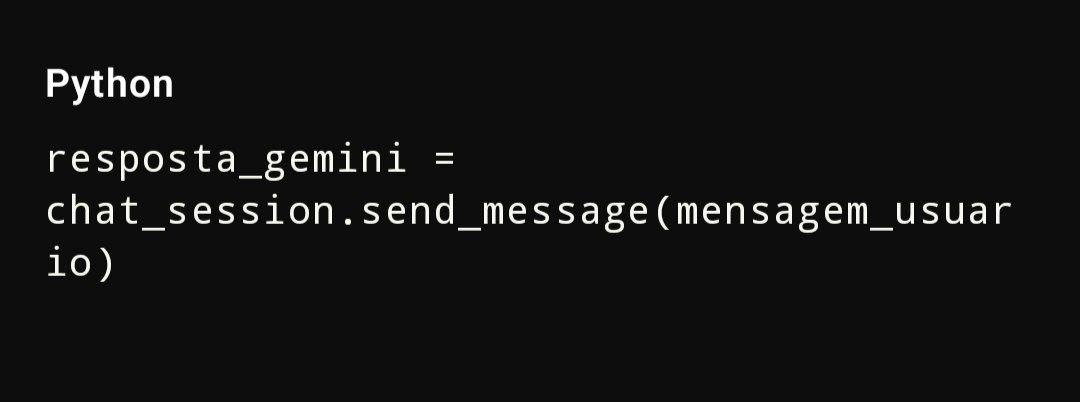 Python
resposta_gemini =
chat_session.send_message(mensagem_usuar
io)